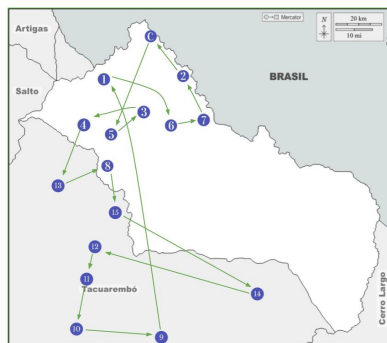 Artigas
Mercator
N
20 km
10 mi
C
BRASIL
1
2
Salto
3
4
5
6
7
8
13
15
12
11
Tacuarembó
14
10
9
Cerro Largo